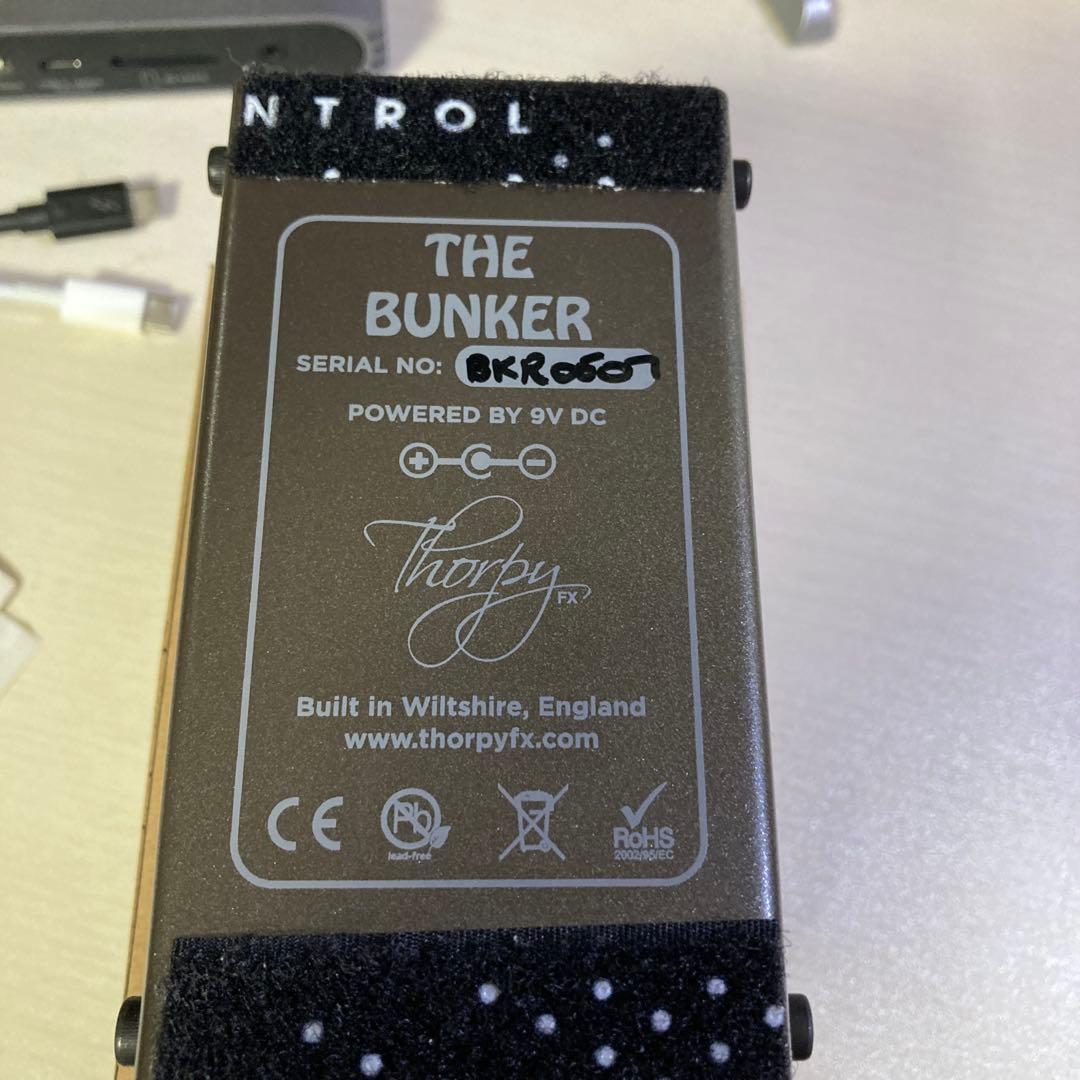 NTROL
THE
BUNKER
SERIAL NO:
POWERED BY 9V DC
Thorpy FX
Built in Wiltshire, England
www.thorpyfx.com
CE Pb RoHS
lead-free 2002/95/EC